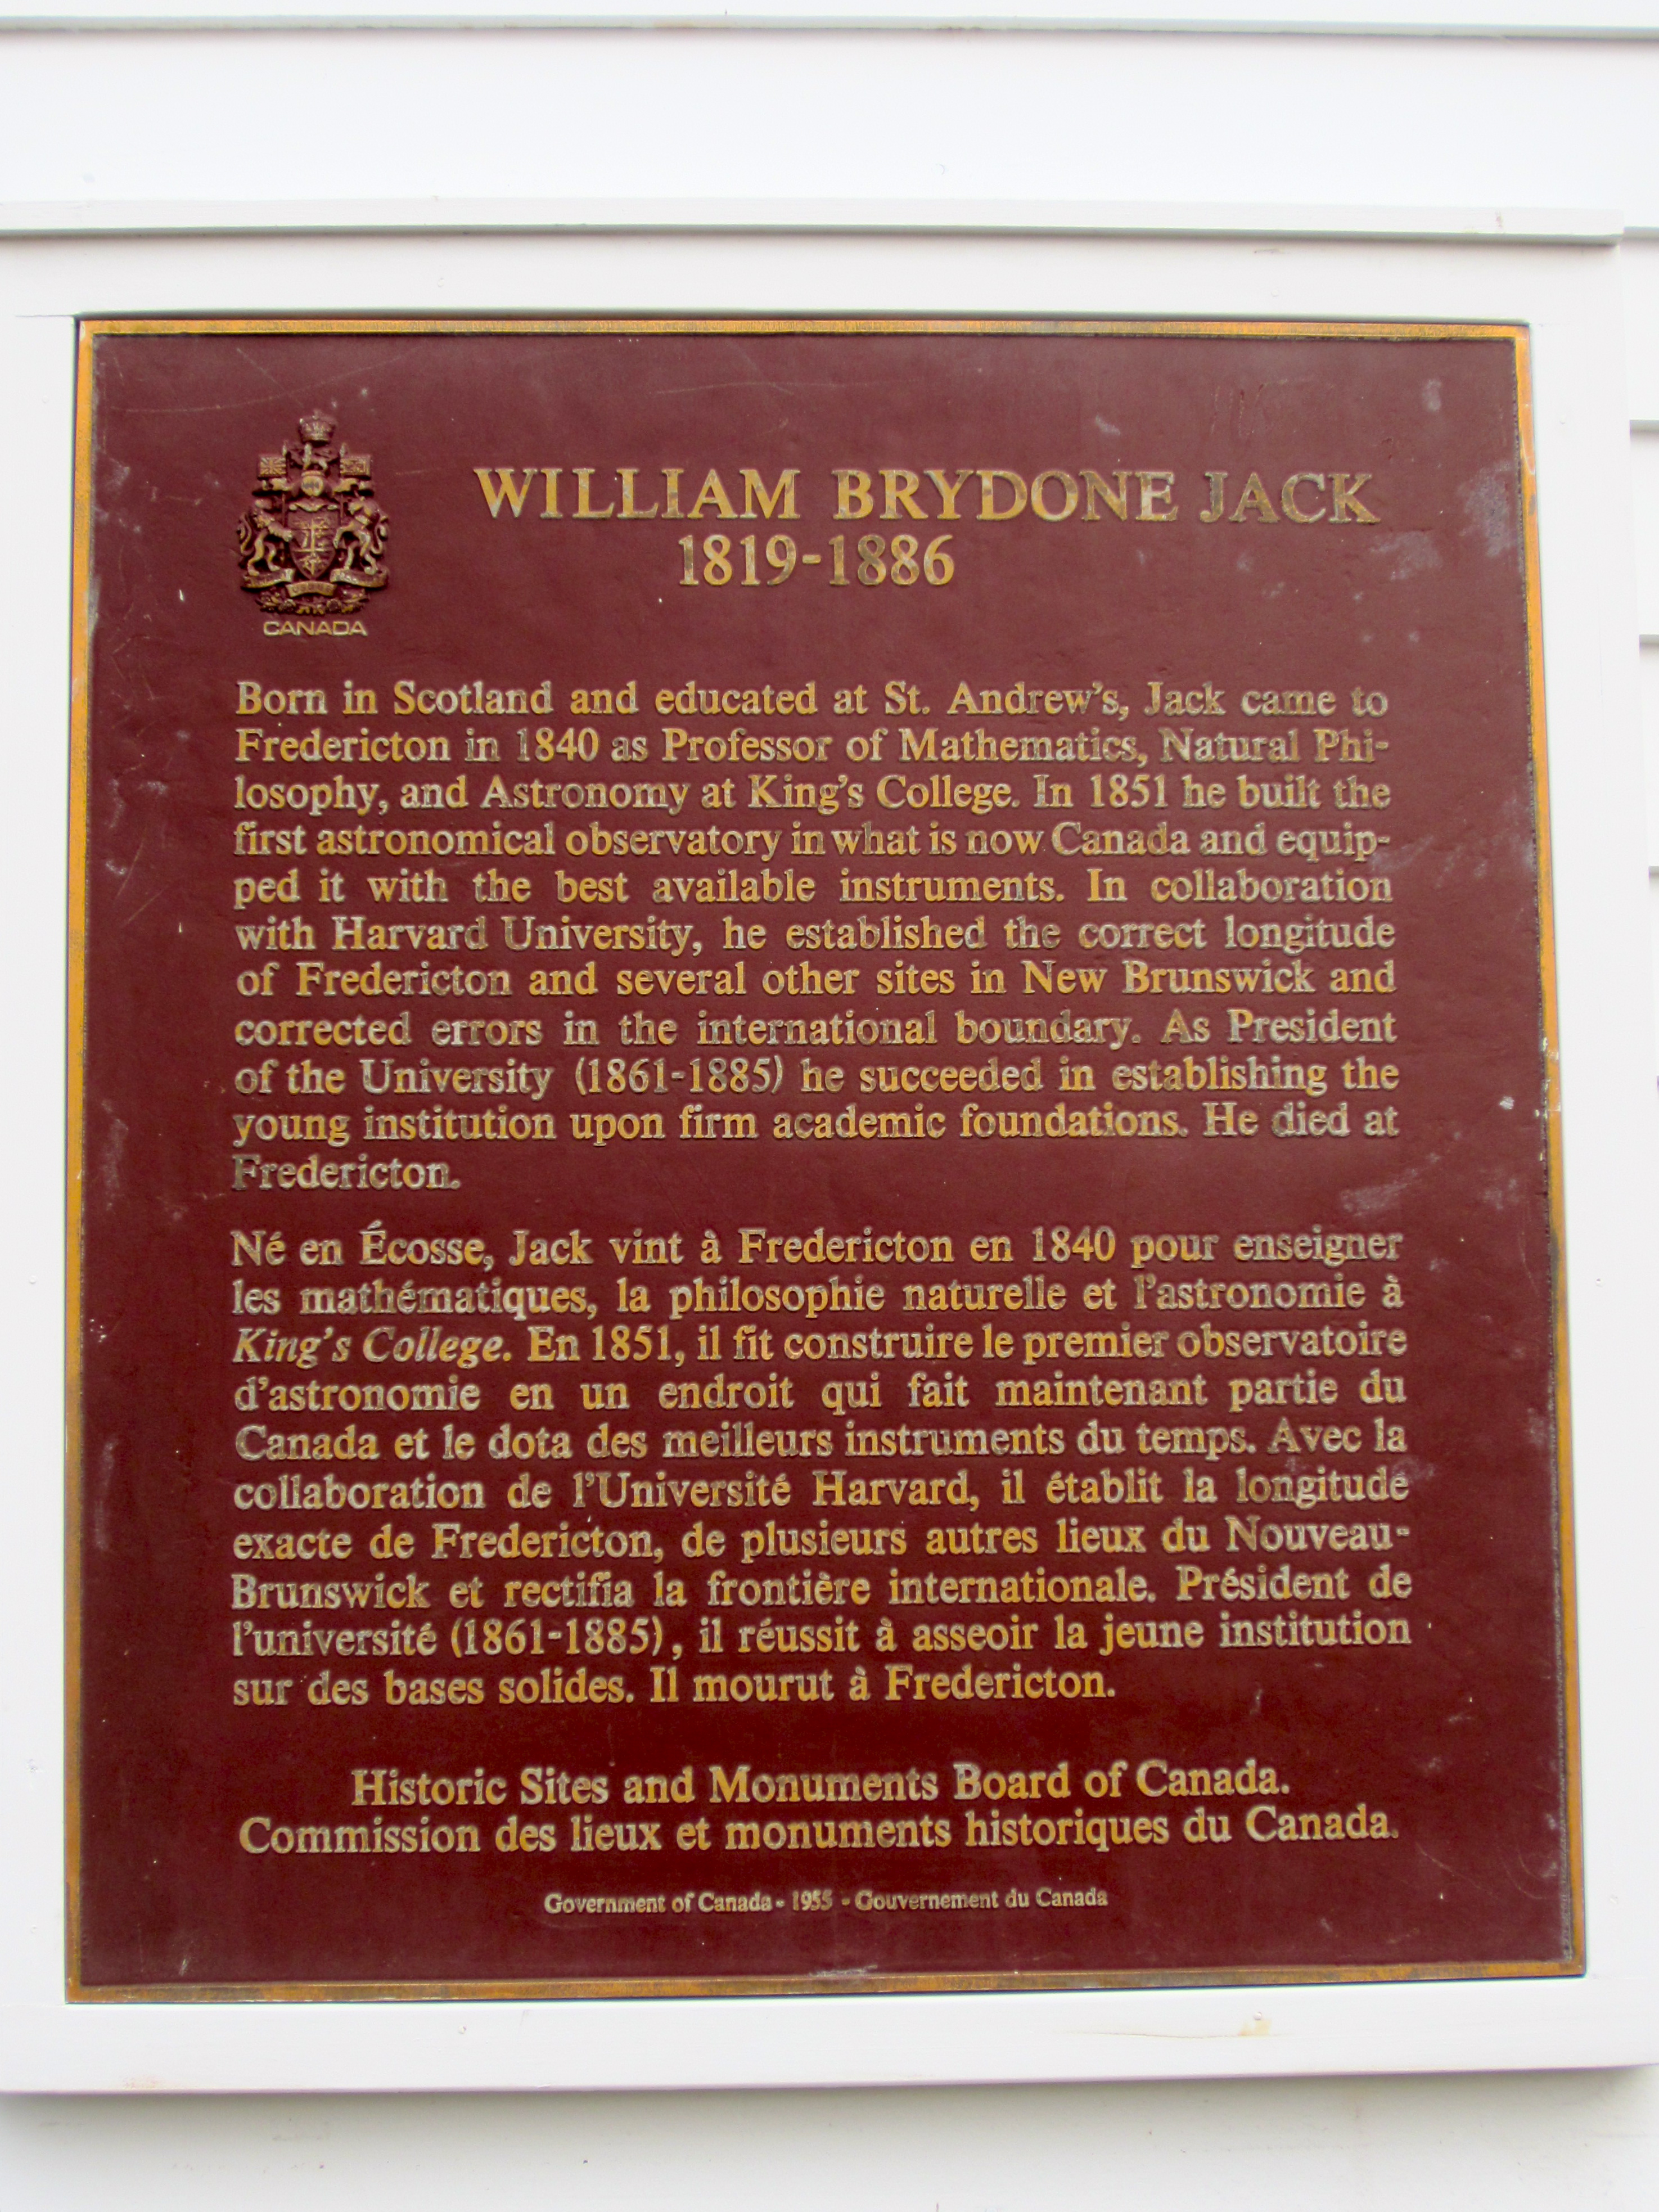 CANADA
WILLIAM BRYDONE JACK
1819-1886
Born in Scotland and educated at St. Andrew's, Jack came to
Fredericton in 1840 as Professor of Mathematics, Natural Phi-
losophy, and Astronomy at King's College. In 1851 he built the
first astronomical observatory in what is now Canada and equip-
ped it with the best available instruments. In collaboration
with Harvard University, he established the correct longitude
of Fredericton and several other sites in New Brunswick and
corrected errors in the international boundary. As President
of the University (1861-1885) he succeeded in establishing the
young institution upon firm academic foundations. He died at
Fredericton.
Né en Écosse, Jack vint à Fredericton en 1840 pour enseigner
les mathématiques, la philosophie naturelle et l'astronomie à
King's College. En 1851, il fit construire le premier observatoire
d'astronomie en un endroit qui fait maintenant partie du
Canada et le dota des meilleurs instruments du temps. Avec la
collaboration de l'Université Harvard, il établit la longitude
exacte de Fredericton, de plusieurs autres lieux du Nouveau-
Brunswick et rectifia la frontière internationale. Président de
l'université (1861-1885), il réussit à asseoir la jeune institution
sur des bases solides. Il mourut à Fredericton.
Historic Sites and Monuments Board of Canada.
Commission des lieux et monuments historiques du Canada.
Government of Canada - 1955 - Gouvernement du Canada